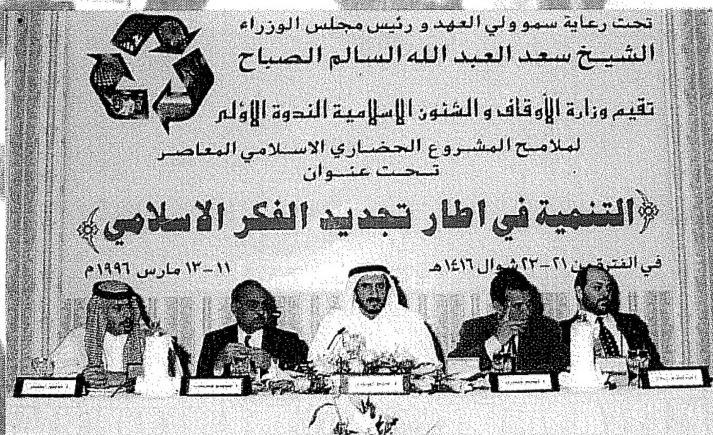 تحت رعاية سمو ولي العهد و رئيس مجلس الوزراء
الشيخ سعد العبد الله السالم الصباح
تقيم وزارة الأوقاف و الشئون الإسلامية الندوة الأولى
لملامح المشروع الحضاري الاسلامي المعاصر
تحت عنوان
﴿التنمية في اطار تجديد الفكر الاسلامي﴾
في الفترة من ٢١-٢٣ شوال ١٤١٦هـ
١١-١٣ مارس ١٩٩٦م